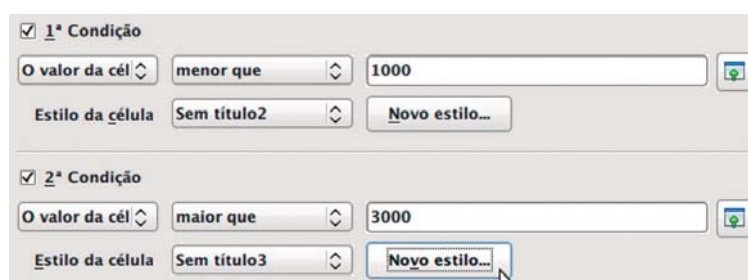 1ª Condição
O valor da cél menor que 1000
Estilo da célula Sem título2 Novo estilo...
2ª Condição
O valor da cél maior que 3000
Estilo da célula Sem título3 Novo estilo...